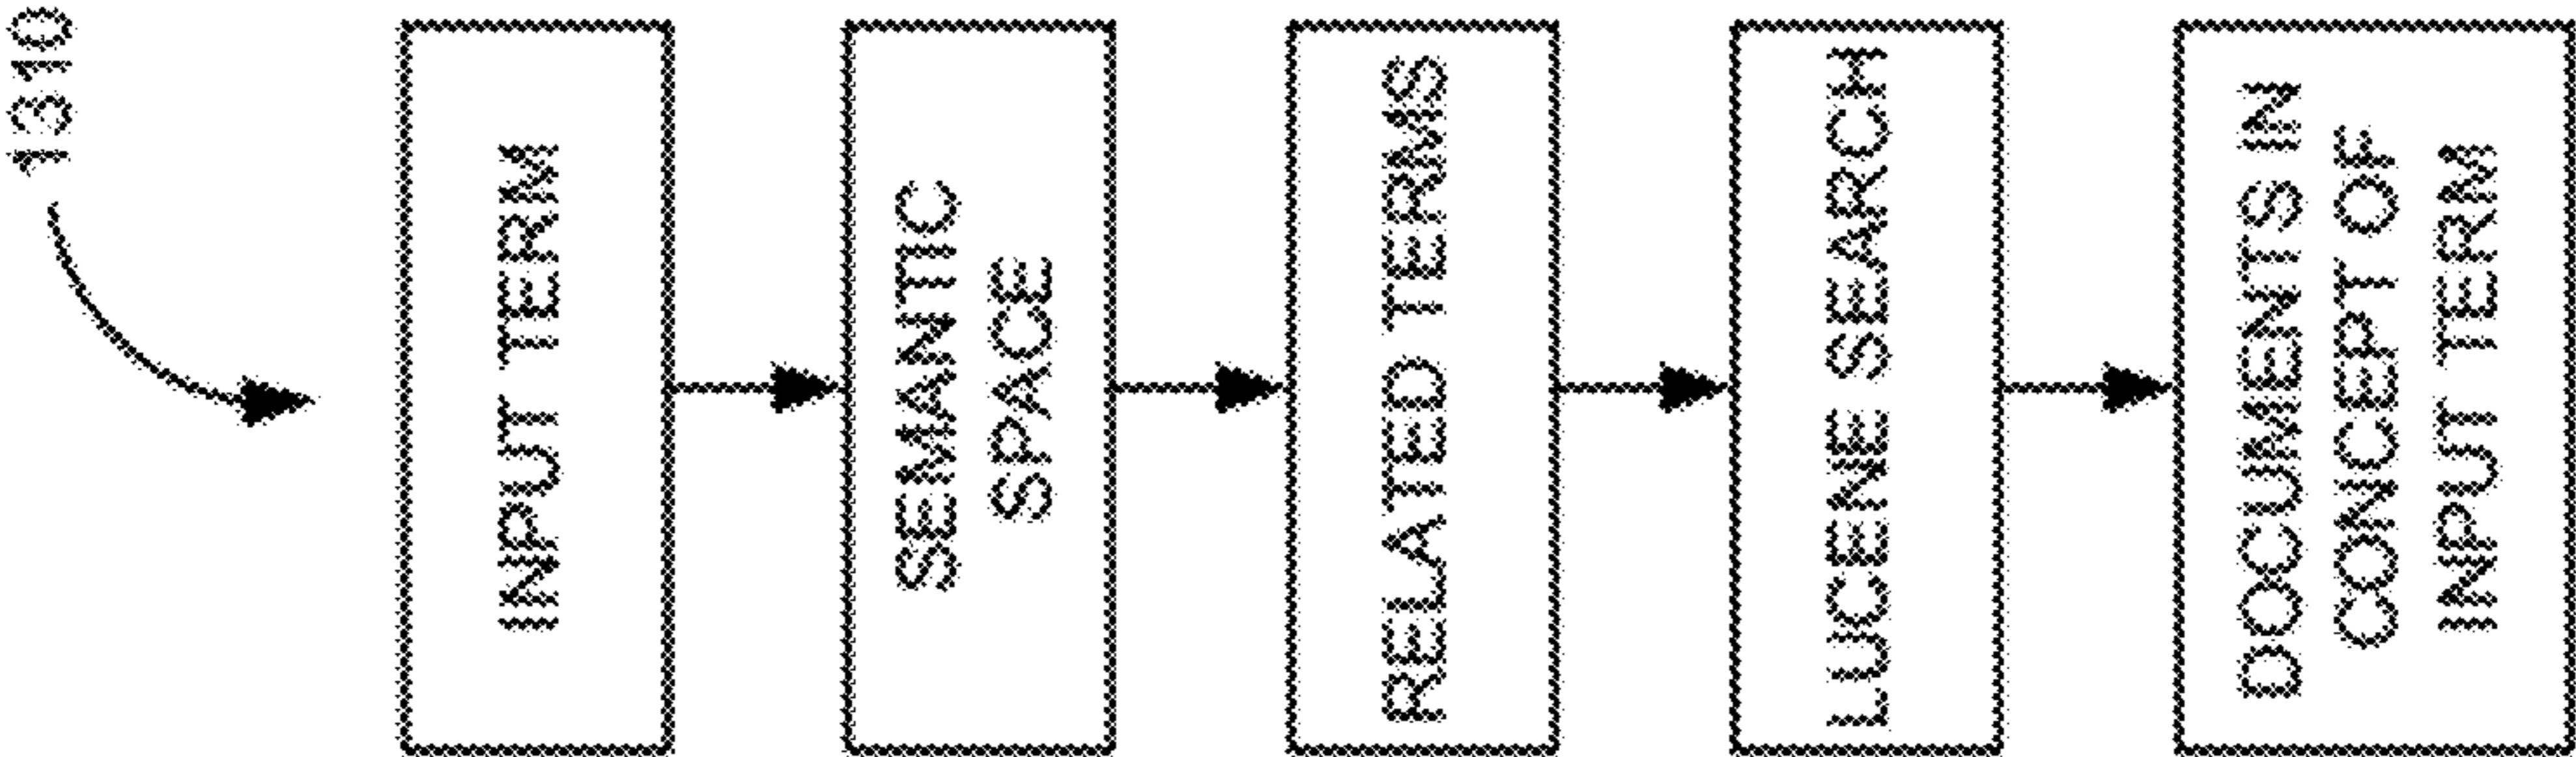 1310
INPUT TERM
SEMANTIC
SPACE
RELATED TERMS
LUCENE SEARCH
DOCUMENTS IN
CONCEPT OF
INPUT TERM